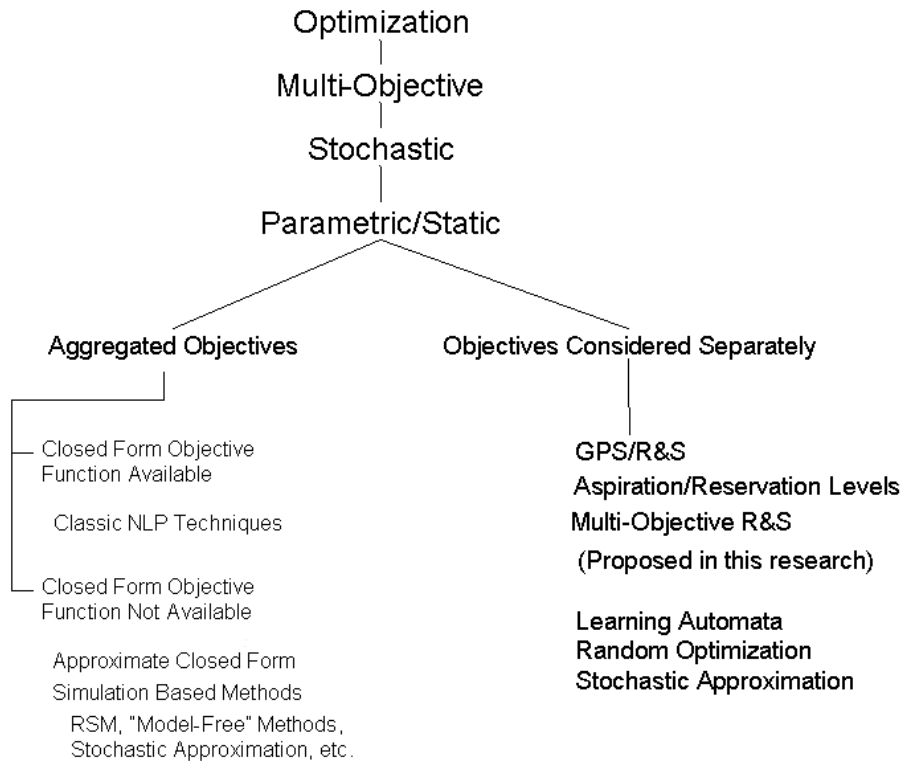 Optimization
Multi-Objective
Stochastic
Parametric/Static
Aggregated Objectives
Closed Form Objective
Function Available
Classic NLP Techniques
Closed Form Objective
Function Not Available
Approximate Closed Form
Simulation Based Methods
RSM, "Model-Free" Methods,
Stochastic Approximation, etc.
Objectives Considered Separately
GPS/R&S
Aspiration/Reservation Levels
Multi-Objective R&S
(Proposed in this research)
Learning Automata
Random Optimization
Stochastic Approximation